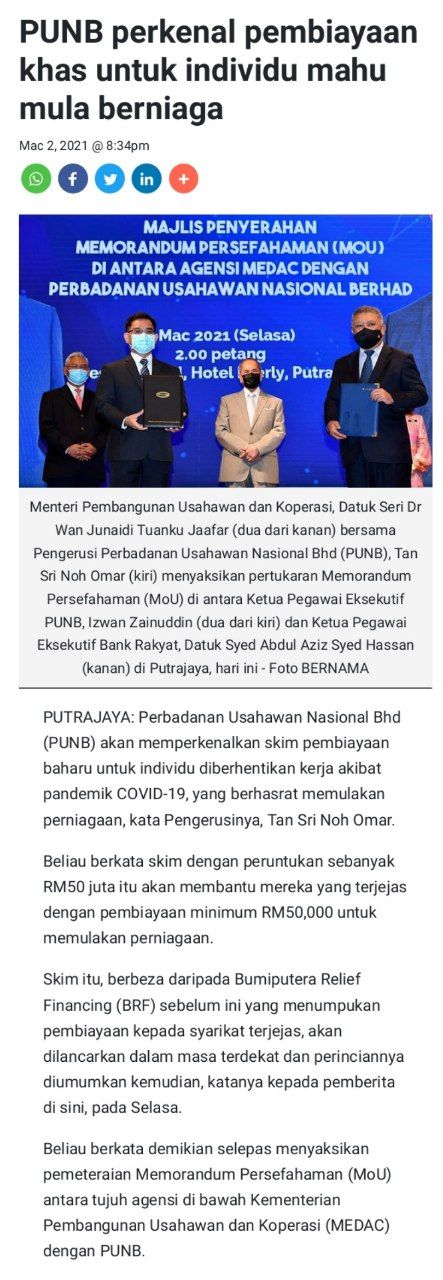 PUNB perkenal pembiayaan
khas untuk individu mahu
mula berniaga
Mac 2, 2021 @ 8:34pm
MAJLIS PENYERAHAN
MEMORANDUM PERSEFAHAMAN (MOU)
DI ANTARA AGENSI MEDAC DENGAN
PERBADANAN USAHAWAN NASIONAL BERHAD
Mac 2021 (Selasa)
2.00 petang
Hotel
Menteri Pembangunan Usahawan dan Koperasi, Datuk Seri Dr
Wan Junaidi Tuanku Jaafar (dua dari kanan) bersama
Pengerusi Perbadanan Usahawan Nasional Bhd (PUNB), Tan
Sri Noh Omar (kiri) menyaksikan pertukaran Memorandum
Persefahaman (MoU) di antara Ketua Pegawai Eksekutif
PUNB, Izwan Zainuddin (dua dari kiri) dan Ketua Pegawai
Eksekutif Bank Rakyat, Datuk Syed Abdul Aziz Syed Hassan
(kanan) di Putrajaya, hari ini - Foto BERNAMA
PUTRAJAYA: Perbadanan Usahawan Nasional Bhd
(PUNB) akan memperkenalkan skim pembiayaan
baharu untuk individu diberhentikan kerja akibat
pandemik COVID-19, yang berhasrat memulakan
perniagaan, kata Pengerusinya, Tan Sri Noh Omar.
Beliau berkata skim dengan peruntukan sebanyak
RM50 juta itu akan membantu mereka yang terjejas
dengan pembiayaan minimum RM50,000 untuk
memulakan perniagaan.
Skim itu, berbeza daripada Bumiputera Relief
Financing (BRF) sebelum ini yang menumpukan
pembiayaan kepada syarikat terjejas, akan
dilancarkan dalam masa terdekat dan perinciannya
diumumkan kemudian, katanya kepada pemberita
di sini, pada Selasa.
Beliau berkata demikian selepas menyaksikan
pemeteraian Memorandum Persefahaman (MoU)
antara tujuh agensi di bawah Kementerian
Pembangunan Usahawan dan Koperasi (MEDAC)
dengan PUNB.